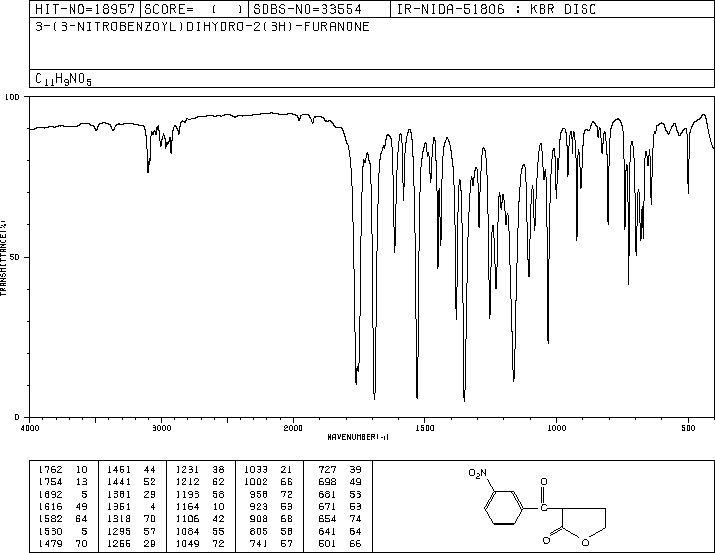 HIT-NO=18957 SCORE= ( ) SDBS-NO=33554 IR-NIDA-51806 : KBR DISC
3-(3-NITROBENZOYL)DIHYDRO-2(3H)-FURANONE
C11H9NO5
100
50
0
TRANSMITTANCE(%)
4000 3000 2000 1500 1000 500
WAVENUMBER(-1)
1762 10 1461 44 1231 38 1033 21 727 39
1754 13 1441 52 1212 62 1002 66 698 49
1692 5 1381 29 1193 58 958 72 681 53
1616 49 1351 4 1164 10 923 53 671 53
1582 64 1318 70 1106 42 908 68 654 74
1530 5 1295 57 1084 55 805 58 641 64
1479 70 1255 29 1049 72 741 57 501 66
O2N
O
C
O
O